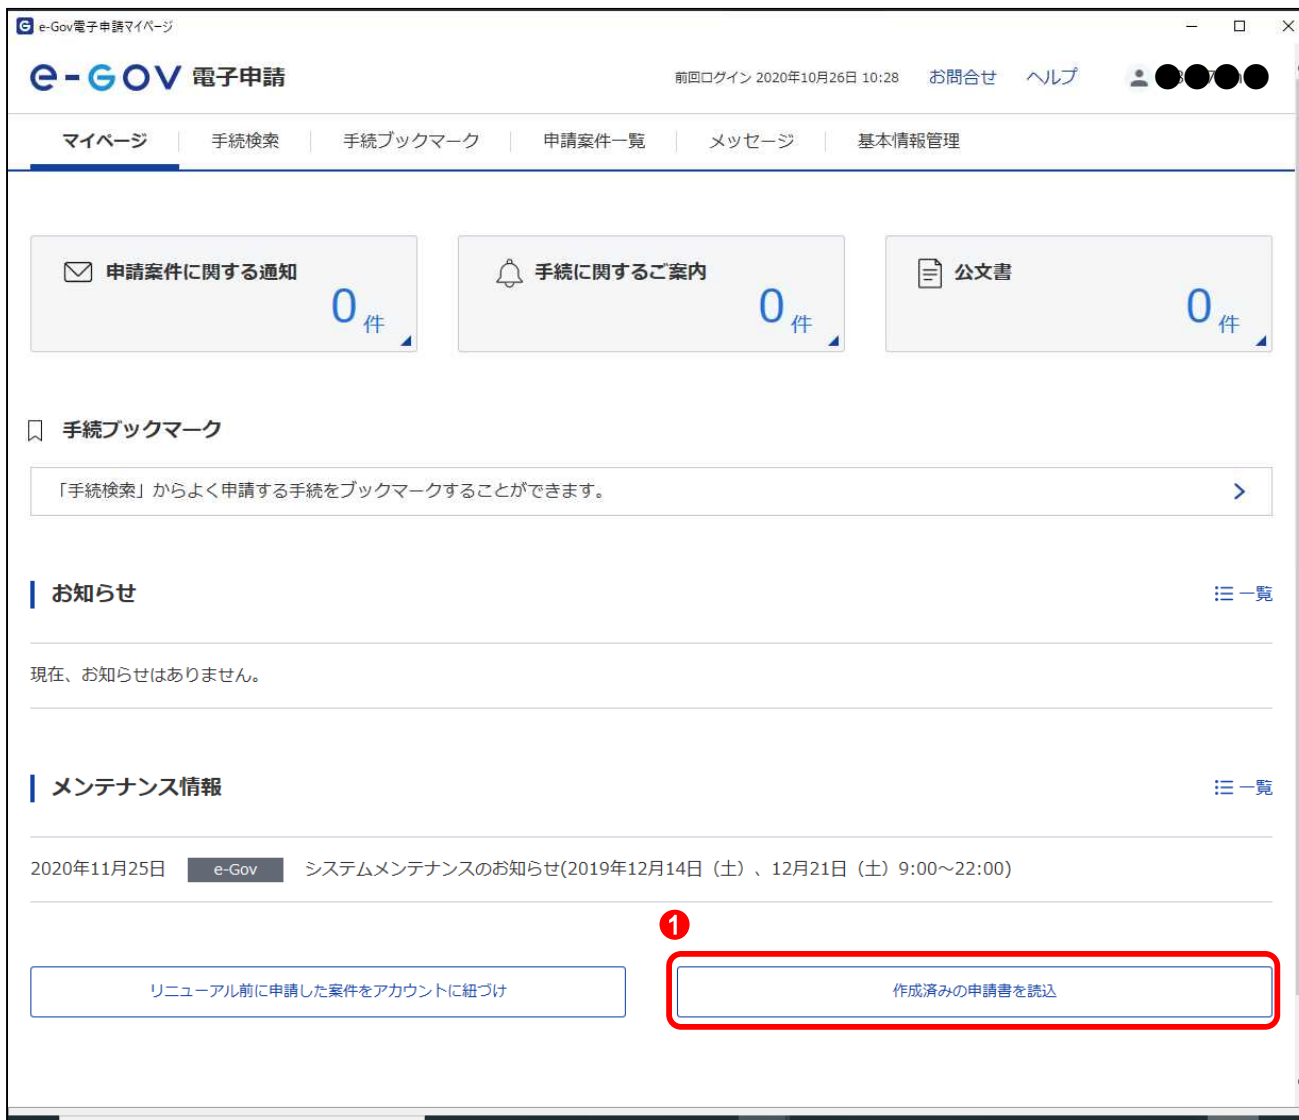 e-Gov電子申請マイページ
e-GOV 電子申請
前回ログイン 2020年10月26日 10:28 お問合せ ヘルプ
マイページ 手続検索 手続ブックマーク 申請案件一覧 メッセージ 基本情報管理
申請案件に関する通知 0 件
手続に関するご案内 0 件
公文書 0 件
手続ブックマーク
「手続検索」からよく申請する手続をブックマークすることができます。
お知らせ 一覧
現在、お知らせはありません。
メンテナンス情報 一覧
2020年11月25日 e-Gov システムメンテナンスのお知らせ(2019年12月14日（土）、12月21日（土）9:00～22:00)
1
リニューアル前に申請した案件をアカウントに紐づけ 作成済みの申請書を読込